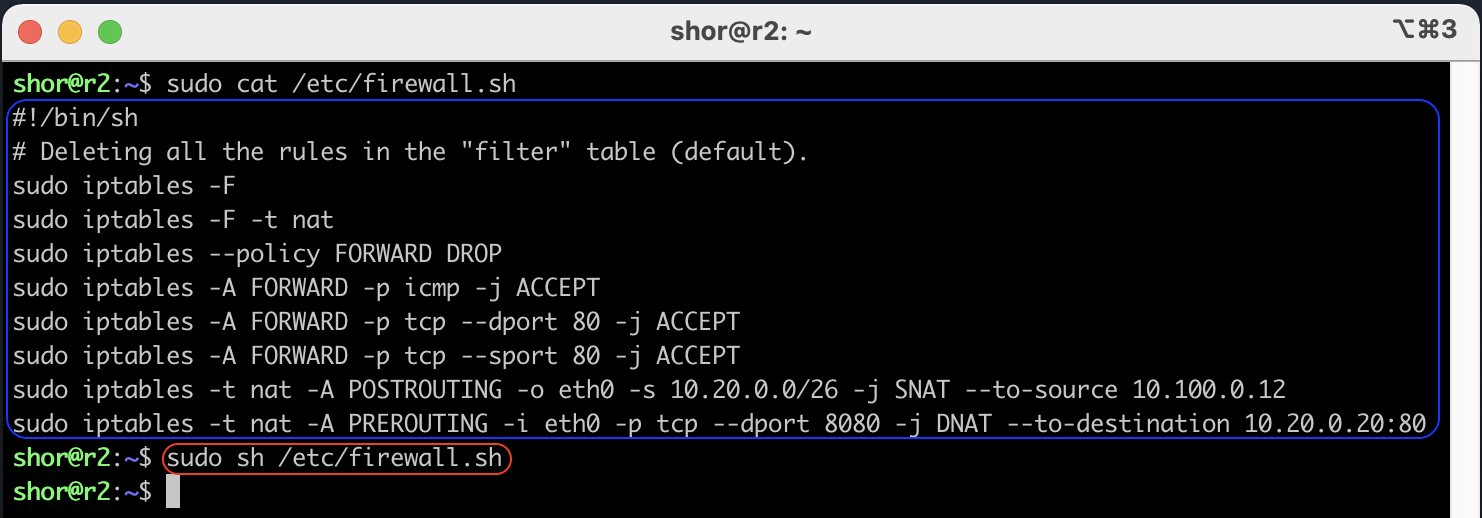 shor@r2: ~
⌥⌘3
shor@r2:~$ sudo cat /etc/firewall.sh
#!/bin/sh
# Deleting all the rules in the "filter" table (default).
sudo iptables -F
sudo iptables -F -t nat
sudo iptables --policy FORWARD DROP
sudo iptables -A FORWARD -p icmp -j ACCEPT
sudo iptables -A FORWARD -p tcp --dport 80 -j ACCEPT
sudo iptables -A FORWARD -p tcp --sport 80 -j ACCEPT
sudo iptables -t nat -A POSTROUTING -o eth0 -s 10.20.0.0/26 -j SNAT --to-source 10.100.0.12
sudo iptables -t nat -A PREROUTING -i eth0 -p tcp --dport 8080 -j DNAT --to-destination 10.20.0.20:80
shor@r2:~$ sudo sh /etc/firewall.sh
shor@r2:~$